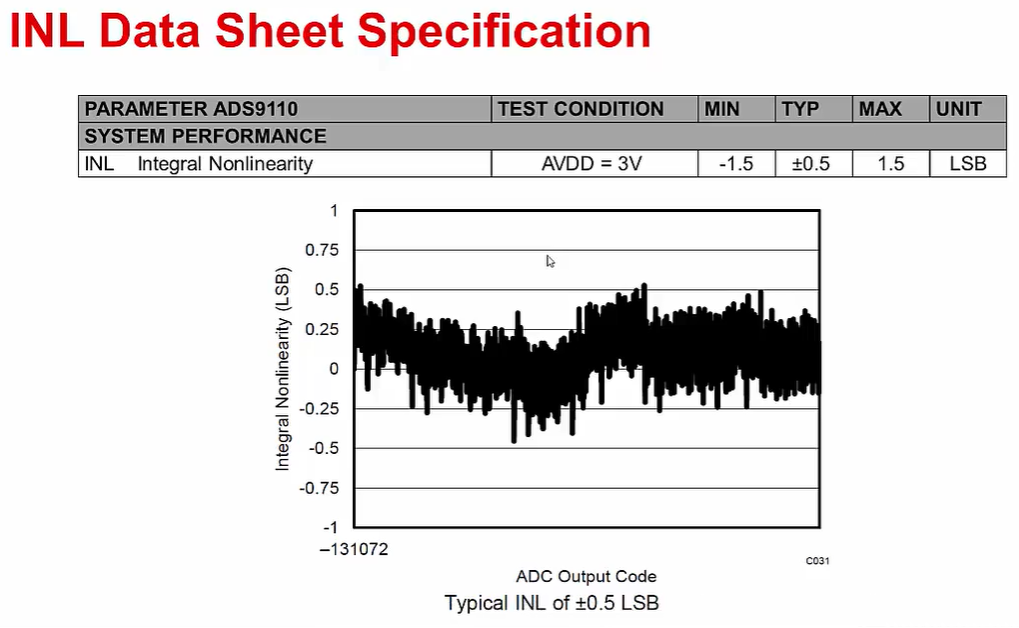 INL Data Sheet Specification
PARAMETER ADS9110 TEST CONDITION MIN TYP MAX UNIT
SYSTEM PERFORMANCE
INL Integral Nonlinearity AVDD = 3V -1.5 ±0.5 1.5 LSB
1
0.75
0.5
0.25
0
-0.25
-0.5
-0.75
-1
Integral Nonlinearity (LSB)
–131072
C031
ADC Output Code
Typical INL of ±0.5 LSB